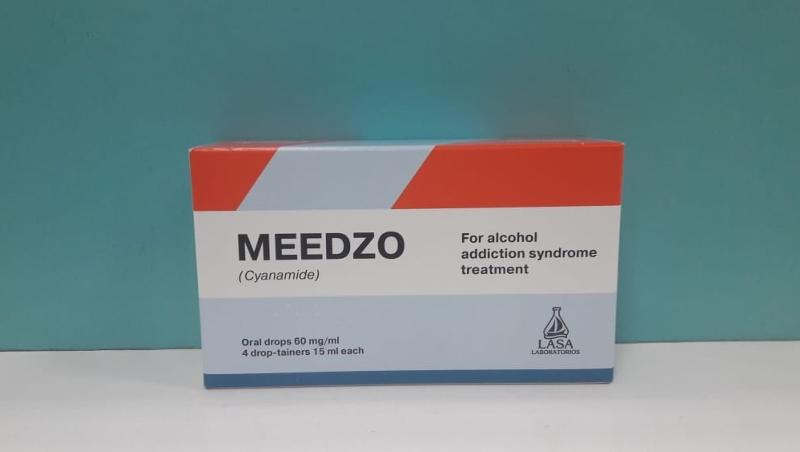 MEEDZO
(Cyanamide)
For alcohol
addiction syndrome
treatment
Oral drops 60 mg/ml
4 drop-tainers 15 ml each
LASA
LABORATORIOS